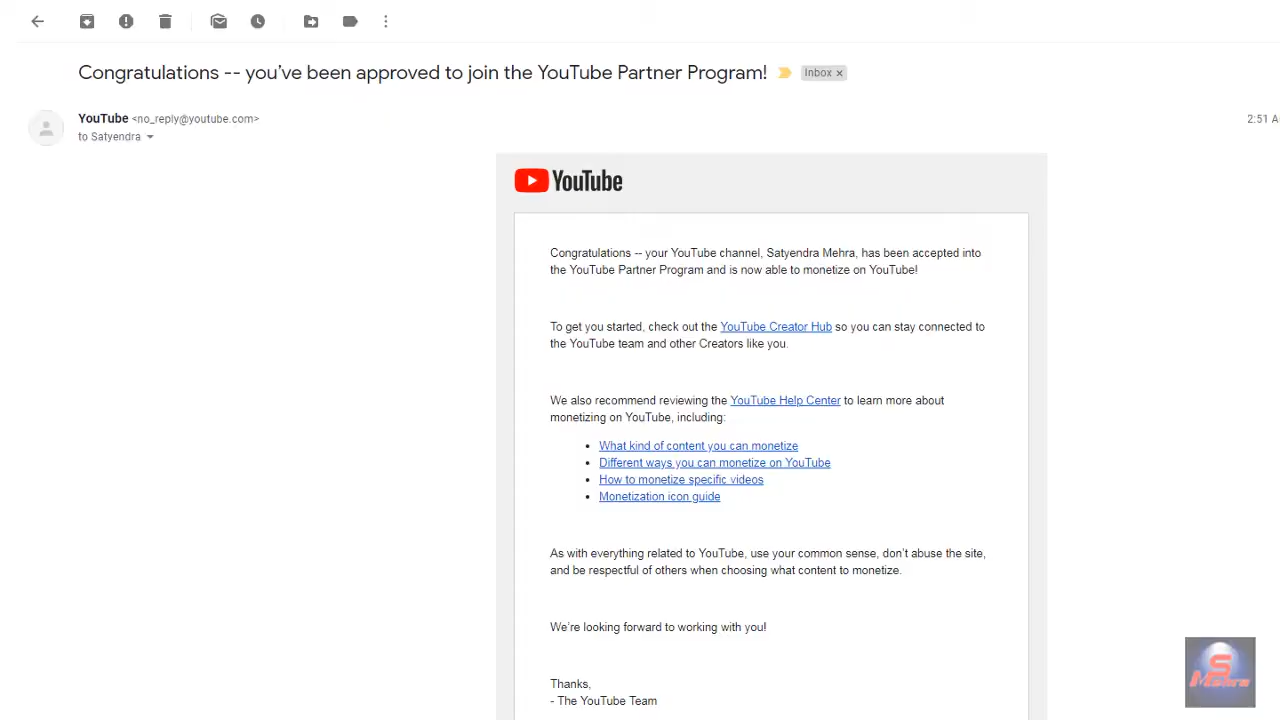 Congratulations -- you've been approved to join the YouTube Partner Program!
Inbox ×
YouTube <no_reply@youtube.com>
2:51 A
to Satyendra
YouTube
Congratulations -- your YouTube channel, Satyendra Mehra, has been accepted into
the YouTube Partner Program and is now able to monetize on YouTube!
To get you started, check out the YouTube Creator Hub so you can stay connected to
the YouTube team and other Creators like you.
We also recommend reviewing the YouTube Help Center to learn more about
monetizing on YouTube, including:
• What kind of content you can monetize
• Different ways you can monetize on YouTube
• How to monetize specific videos
• Monetization icon guide
As with everything related to YouTube, use your common sense, don't abuse the site,
and be respectful of others when choosing what content to monetize.
We're looking forward to working with you!
Thanks,
- The YouTube Team
S
Mehra